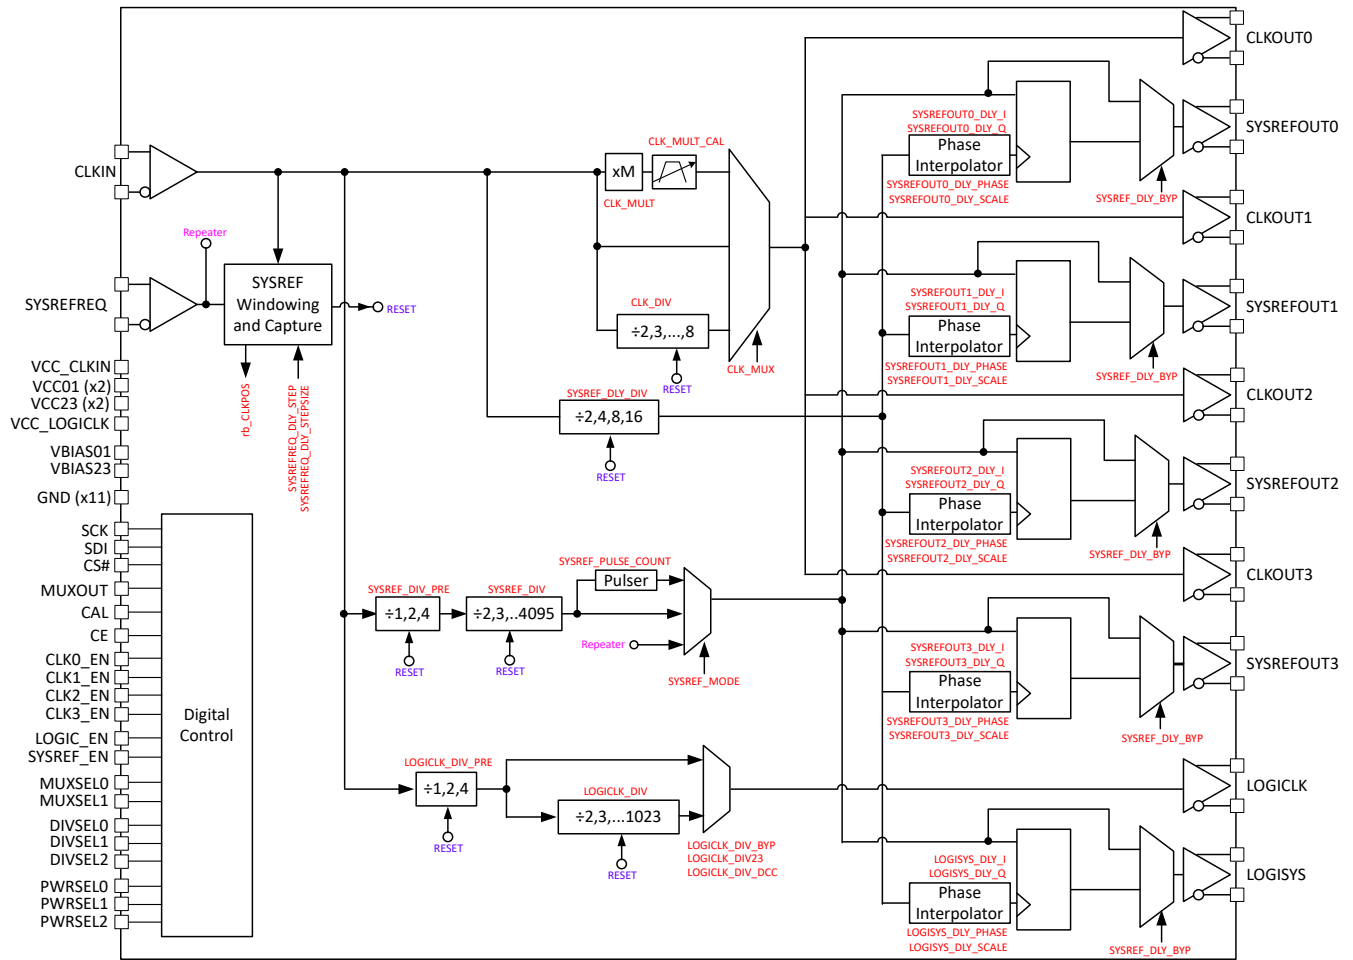 CLKIN
SYSREFREQ
VCC_CLKIN
VCC01 (x2)
VCC23 (x2)
VCC_LOGICLK
VBIAS01
VBIAS23
GND (x11)
SCK
SDI
CS#
MUXOUT
CAL
CE
CLK0_EN
CLK1_EN
CLK2_EN
CLK3_EN
LOGIC_EN
SYSREF_EN
MUXSEL0
MUXSEL1
DIVSEL0
DIVSEL1
DIVSEL2
PWRSEL0
PWRSEL1
PWRSEL2
Digital
Control
Repeater
SYSREF
Windowing
and Capture
RESET
rb_CLKPOS
SYSREFREQ_DLY_STEP
SYSREFREQ_DLY_STEPSIZE
CLK_MULT_CAL
xM
CLK_MULT
CLK_DIV
÷2,3,...,8
RESET
CLK_MUX
SYSREF_DLY_DIV
÷2,4,8,16
RESET
SYSREF_DIV_PRE
÷1,2,4
RESET
SYSREF_DIV
÷2,3,..4095
RESET
SYSREF_PULSE_COUNT
Pulser
Repeater
SYSREF_MODE
LOGICLK_DIV_PRE
÷1,2,4
RESET
LOGICLK_DIV
÷2,3,...1023
RESET
LOGICLK_DIV_BYP
LOGICLK_DIV23
LOGICLK_DIV_DCC
SYSREFOUT0_DLY_I
SYSREFOUT0_DLY_Q
Phase
Interpolator
SYSREFOUT0_DLY_PHASE
SYSREFOUT0_DLY_SCALE
SYSREF_DLY_BYP
SYSREFOUT1_DLY_I
SYSREFOUT1_DLY_Q
Phase
Interpolator
SYSREFOUT1_DLY_PHASE
SYSREFOUT1_DLY_SCALE
SYSREF_DLY_BYP
SYSREFOUT2_DLY_I
SYSREFOUT2_DLY_Q
Phase
Interpolator
SYSREFOUT2_DLY_PHASE
SYSREFOUT2_DLY_SCALE
SYSREF_DLY_BYP
SYSREFOUT3_DLY_I
SYSREFOUT3_DLY_Q
Phase
Interpolator
SYSREFOUT3_DLY_PHASE
SYSREFOUT3_DLY_SCALE
SYSREF_DLY_BYP
LOGISYS_DLY_I
LOGISYS_DLY_Q
Phase
Interpolator
LOGISYS_DLY_PHASE
LOGISYS_DLY_SCALE
SYSREF_DLY_BYP
CLKOUT0
SYSREFOUT0
CLKOUT1
SYSREFOUT1
CLKOUT2
SYSREFOUT2
CLKOUT3
SYSREFOUT3
LOGICLK
LOGISYS